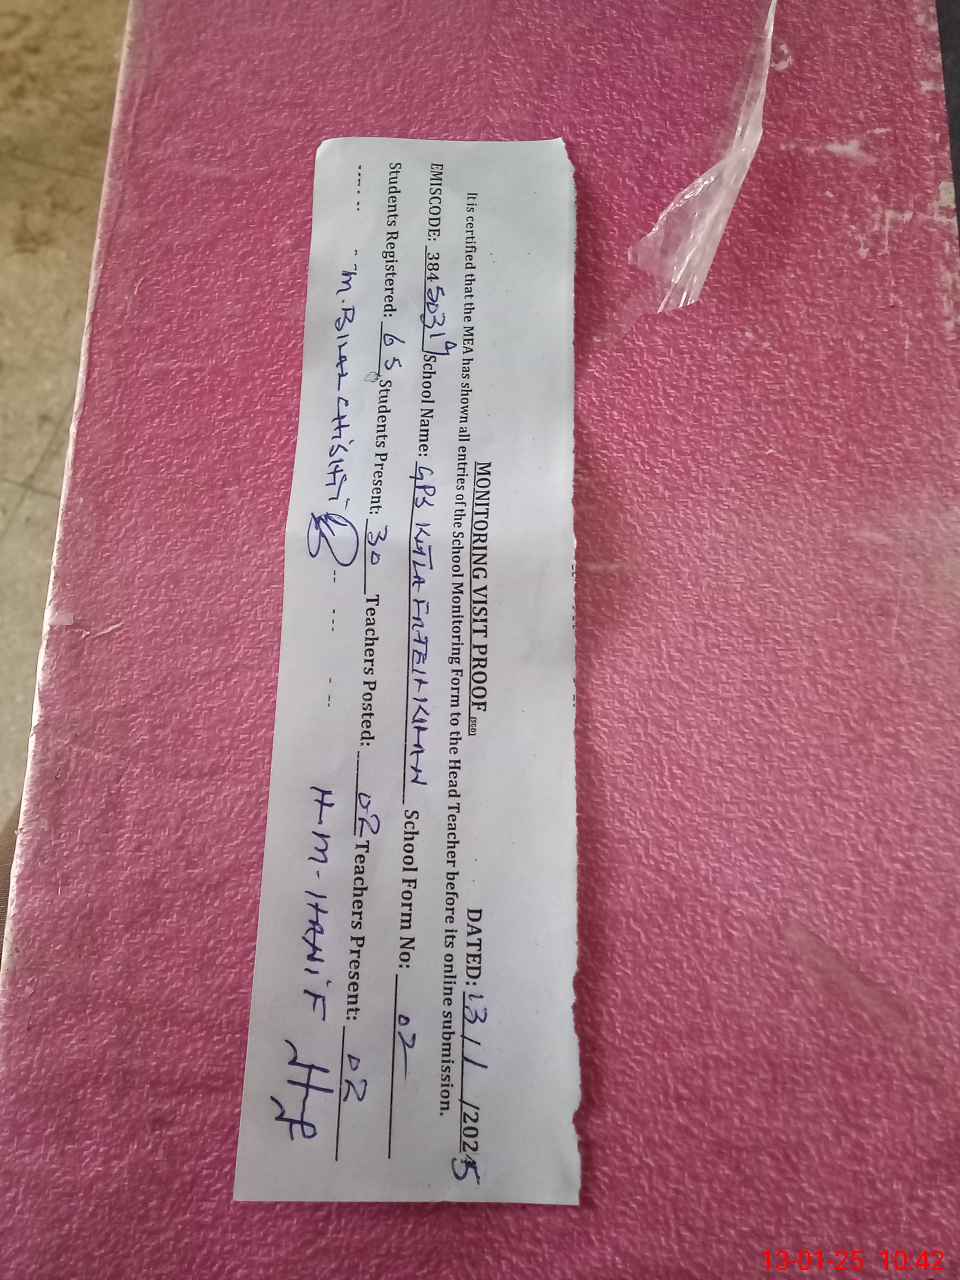 MONITORING VISIT PROOF DATED: 13/1/2025
It is certified that the MEA has shown all entries of the School Monitoring Form to the Head Teacher before its online submission.
EMISCODE: 38450319 School Name: GPS KOTLA FATEH KHAN School Form No: 02
Students Registered: 65 Students Present: 30 Teachers Posted: 02 Teachers Present: 02
M. BILAL CHISHTI H-M-HANIF
13-01-25 10:42